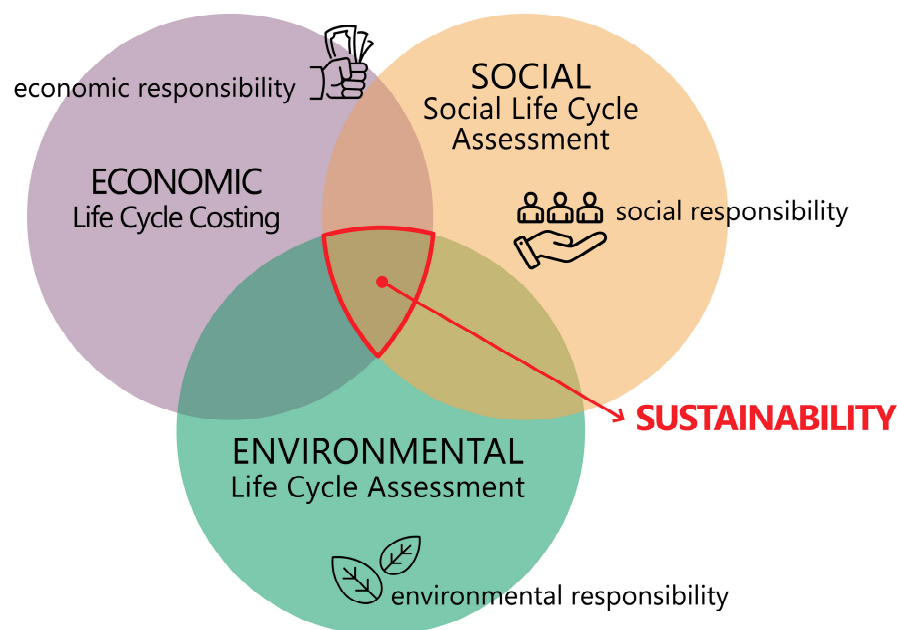 economic responsibility
ECONOMIC
Life Cycle Costing
SOCIAL
Social Life Cycle
Assessment
social responsibility
SUSTAINABILITY
ENVIRONMENTAL
Life Cycle Assessment
environmental responsibility